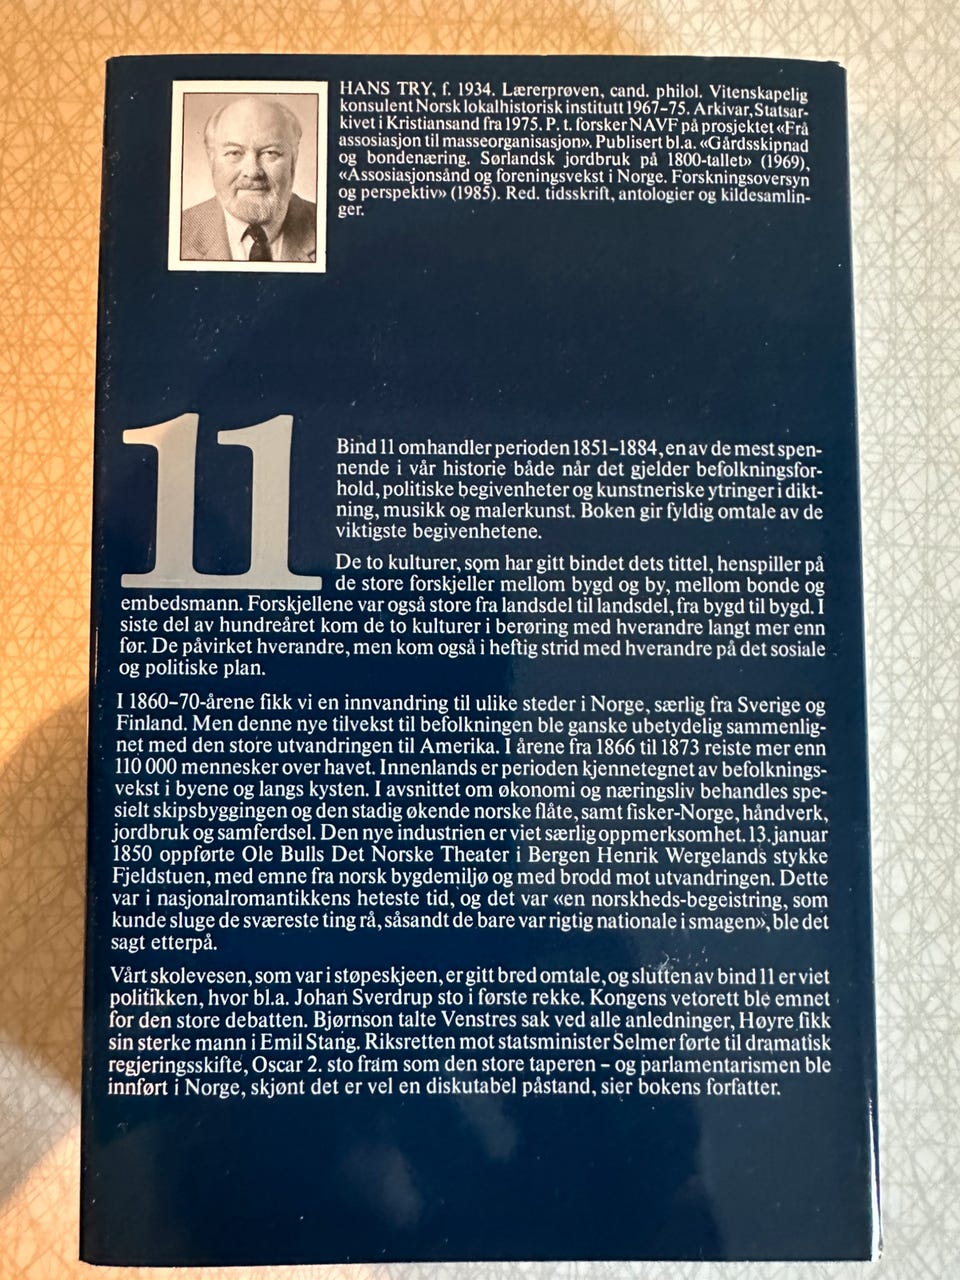 HANS TRY, f. 1934. Lærerprøven, cand. philol. Vitenskapelig
konsulent Norsk lokalhistorisk institutt 1967–75. Arkivar, Statsar-
kivet i Kristiansand fra 1975. P. t. forsker NAVF på prosjektet «Frå
assosiasjon til masseorganisasjon». Publisert bl.a. «Gårdsskipnad
og bondenæring. Sørlandsk jordbruk på 1800-tallet» (1969),
«Assosiasjonsånd og foreningsvekst i Norge. Forskningsoversyn
og perspektiv» (1985). Red. tidsskrift, antologier og kildesamlin-
ger.
11
Bind 11 omhandler perioden 1851–1884, en av de mest spen-
nende i vår historie både når det gjelder befolkningsfor-
hold, politiske begivenheter og kunstneriske ytringer i dikt-
ning, musikk og malerkunst. Boken gir fyldig omtale av de
viktigste begivenhetene.
De to kulturer, som har gitt bindet dets tittel, henspiller på
de store forskjeller mellom bygd og by, mellom bonde og
embedsmann. Forskjellene var også store fra landsdel til landsdel, fra bygd til bygd. I
siste del av hundreåret kom de to kulturer i berøring med hverandre langt mer enn
før. De påvirket hverandre, men kom også i heftig strid med hverandre på det sosiale
og politiske plan.
I 1860–70-årene fikk vi en innvandring til ulike steder i Norge, særlig fra Sverige og
Finland. Men denne nye tilvekst til befolkningen ble ganske ubetydelig sammenlig-
net med den store utvandringen til Amerika. I årene fra 1866 til 1873 reiste mer enn
110 000 mennesker over havet. Innenlands er perioden kjennetegnet av befolknings-
vekst i byene og langs kysten. I avsnittet om økonomi og næringsliv behandles spe-
sielt skipsbyggingen og den stadig økende norske flåte, samt fisker-Norge, håndverk,
jordbruk og samferdsel. Den nye industrien er viet særlig oppmerksomhet. 13. januar
1850 oppførte Ole Bulls Det Norske Theater i Bergen Henrik Wergelands stykke
Fjeldstuen, med emne fra norsk bygdemiljø og med brodd mot utvandringen. Dette
var i nasjonalromantikkens heteste tid, og det var «en norskheds-begeistring, som
kunde sluge de sværeste ting rå, såsandt de bare var rigtig nationale i smagen», ble det
sagt etterpå.
Vårt skolevesen, som var i støpeskjeen, er gitt bred omtale, og slutten av bind 11 er viet
politikken, hvor bl.a. Johan Sverdrup sto i første rekke. Kongens vetorett ble emnet
for den store debatten. Bjørnson talte Venstres sak ved alle anledninger, Høyre fikk
sin sterke mann i Emil Stang. Riksretten mot statsminister Selmer førte til dramatisk
regjeringsskifte, Oscar 2. sto fram som den store taperen – og parlamentarismen ble
innført i Norge, skjønt det er vel en diskutabel påstand, sier bokens forfatter.